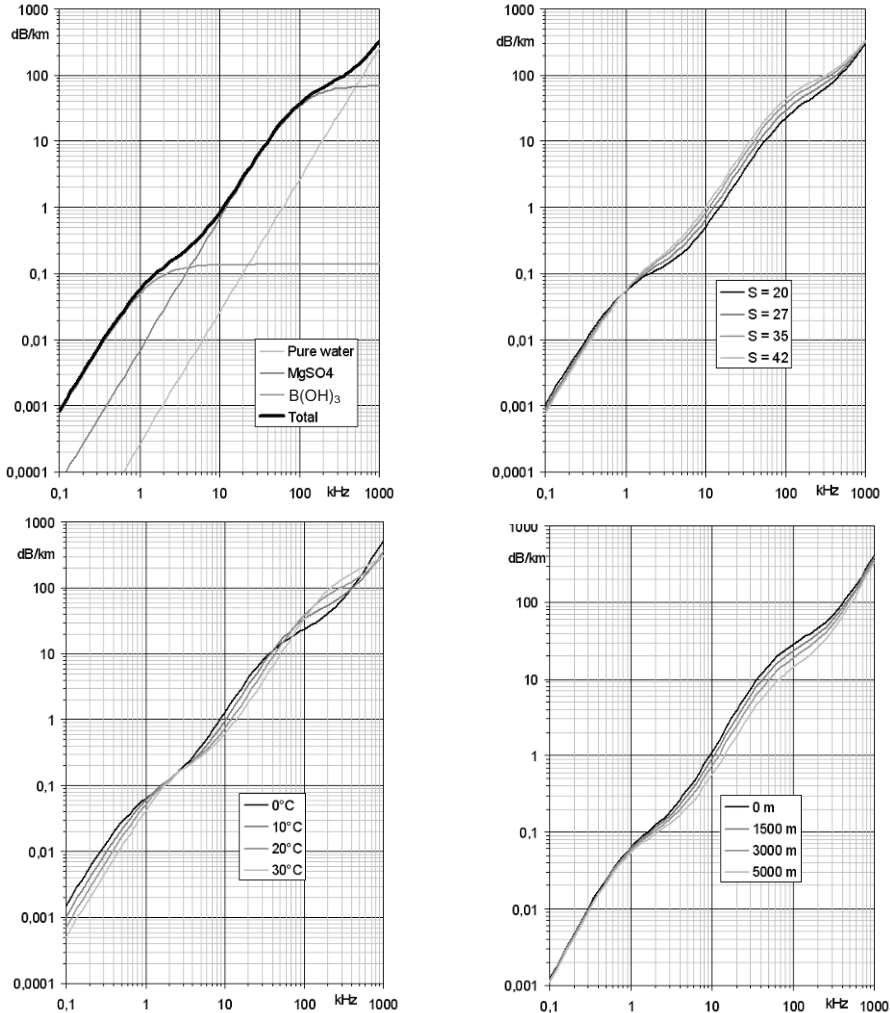 1000
dB/km
100
10
1
0,1
0,01
0,001
0,0001
0,1
1
10
100
kHz
1000
Pure water
MgSO4
B(OH)₃
Total
1000
dB/km
100
10
1
0,1
0,01
0,001
0,0001
0,1
1
10
100
kHz
1000
S = 20
S = 27
S = 35
S = 42
1000
dB/km
100
10
1
0,1
0,01
0,001
0,0001
0,1
1
10
100
kHz
1000
0°C
10°C
20°C
30°C
1000
dB/km
100
10
1
0,1
0,01
0,001
0,1
1
10
100
kHz
1000
0 m
1500 m
3000 m
5000 m